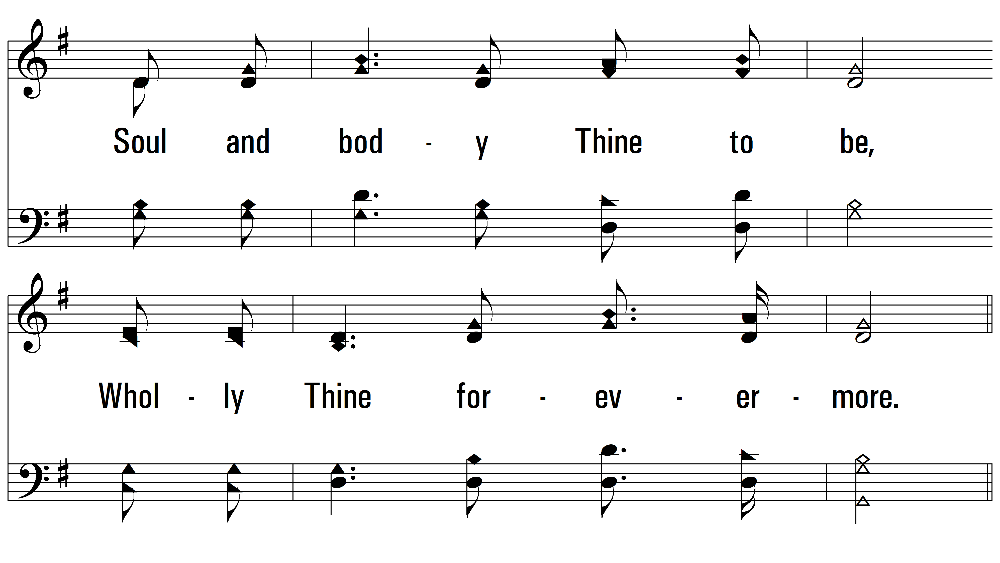 Soul and bod - y Thine to be,
Whol - ly Thine for - ev - er - more.